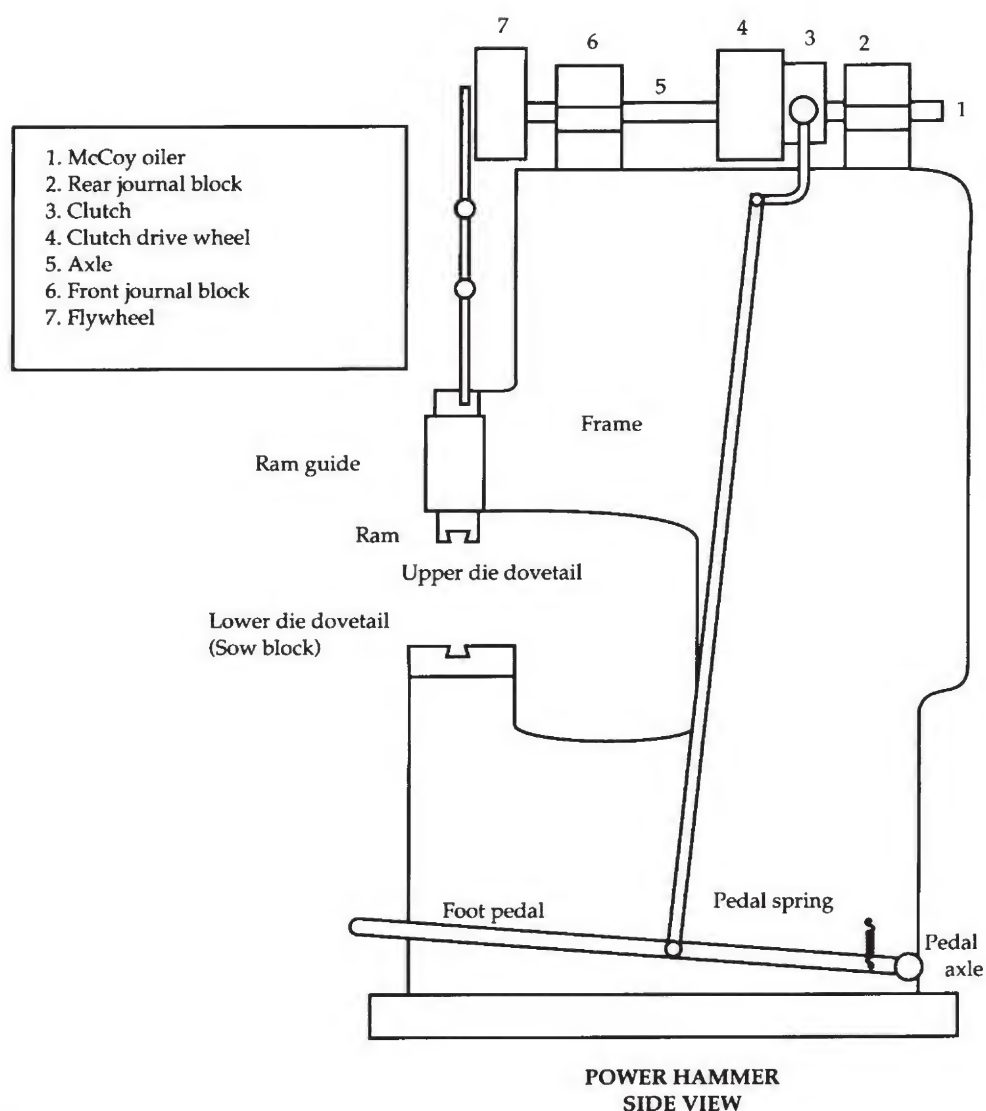 7
6
4
3
2
5
1
1. McCoy oiler
2. Rear journal block
3. Clutch
4. Clutch drive wheel
5. Axle
6. Front journal block
7. Flywheel
Frame
Ram guide
Ram
Upper die dovetail
Lower die dovetail
(Sow block)
Foot pedal
Pedal spring
Pedal
axle
POWER HAMMER
SIDE VIEW